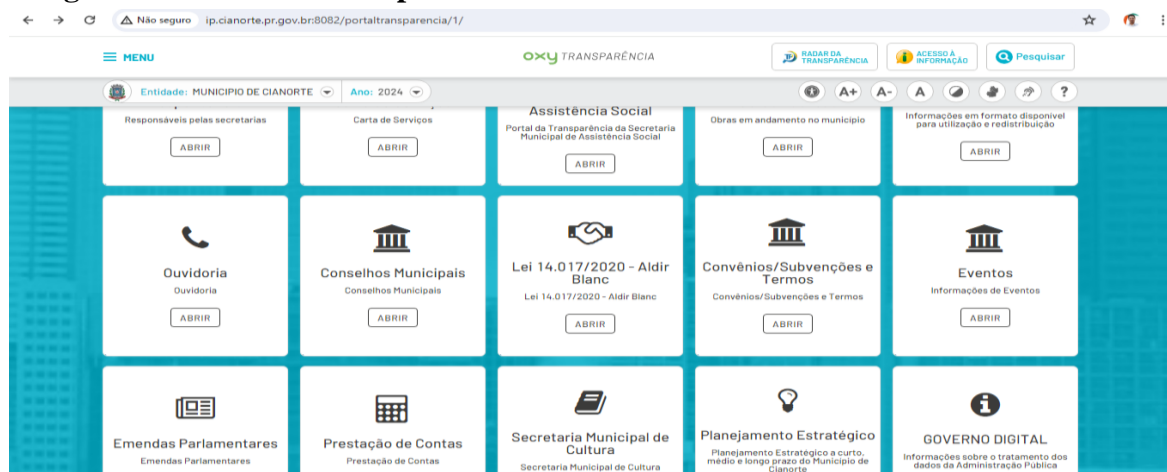 Não seguro ip.cianorte.pr.gov.br:8082/portaltransparencia/1/
MENU
oxy TRANSPARÊNCIA
RADAR DA
TRANSPARÊNCIA
ACESSO À
INFORMAÇÃO
Pesquisar
Entidade: MUNICIPIO DE CIANORTE
Ano: 2024
A+
A-
A
?
Responsáveis pelas secretarias
ABRIR
Carta de Serviços
ABRIR
Assistência Social
Portal da Transparência da Secretaria
Municipal de Assistência Social
ABRIR
Obras em andamento no município
ABRIR
Informações em formato disponível
para utilização e redistribuição
ABRIR
Ouvidoria
Ouvidoria
ABRIR
Conselhos Municipais
Conselhos Municipais
ABRIR
Lei 14.017/2020 - Aldir
Blanc
Lei 14.017/2020 - Aldir Blanc
ABRIR
Convênios/Subvenções e
Termos
Convênios/Subvenções e Termos
ABRIR
Eventos
Informações de Eventos
ABRIR
Emendas Parlamentares
Emendas Parlamentares
Prestação de Contas
Prestação de Contas
Secretaria Municipal de
Cultura
Secretaria Municipal de Cultura
Planejamento Estratégico
Planejamento Estratégico a curto,
médio e longo prazo do Município de
Cianorte
GOVERNO DIGITAL
Informações sobre o tratamento dos
dados da Administração Pública